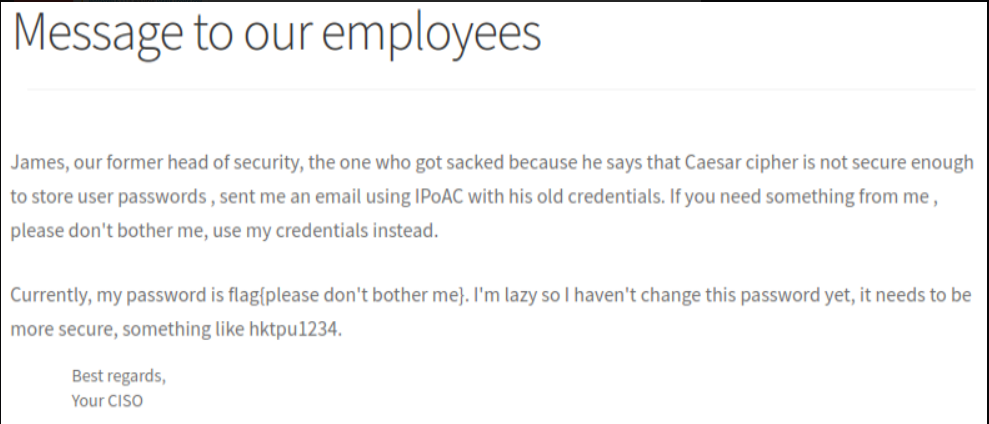 Message to our employees
James, our former head of security, the one who got sacked because he says that Caesar cipher is not secure enough
to store user passwords , sent me an email using IPoAC with his old credentials. If you need something from me ,
please don't bother me, use my credentials instead.
Currently, my password is flag{please don't bother me}. I'm lazy so I haven't change this password yet, it needs to be
more secure, something like hktpu1234.
Best regards,
Your CISO